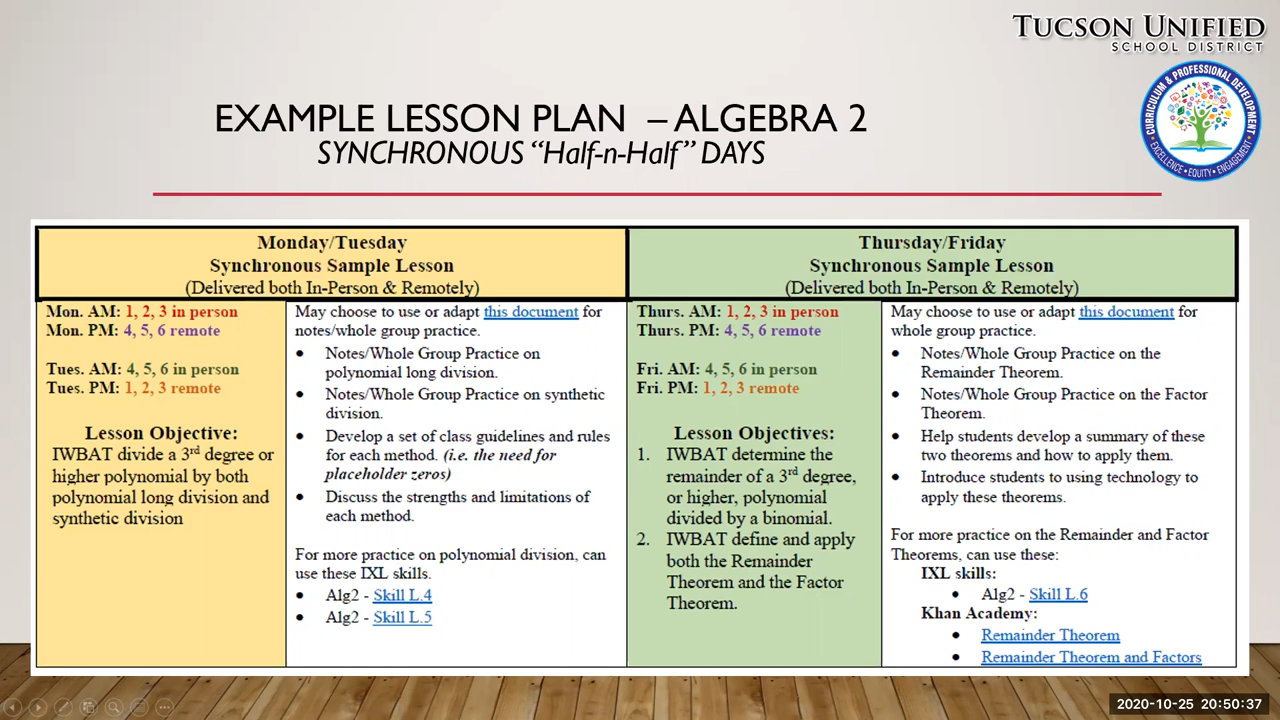 TUCSON UNIFIED
SCHOOL DISTRICT
CURRICULUM & PROFESSIONAL DEVELOPMENT
EXCELLENCE • EQUITY • ENGAGEMENT
EXAMPLE LESSON PLAN – ALGEBRA 2
SYNCHRONOUS “Half-n-Half” DAYS
Monday/Tuesday
Synchronous Sample Lesson
(Delivered both In-Person & Remotely)
Mon. AM: 1, 2, 3 in person
Mon. PM: 4, 5, 6 remote
Tues. AM: 4, 5, 6 in person
Tues. PM: 1, 2, 3 remote
Lesson Objective:
IWBAT divide a 3rd degree or
higher polynomial by both
polynomial long division and
synthetic division
May choose to use or adapt this document for
notes/whole group practice.
• Notes/Whole Group Practice on
polynomial long division.
• Notes/Whole Group Practice on synthetic
division.
• Develop a set of class guidelines and rules
for each method. (i.e. the need for
placeholder zeros)
• Discuss the strengths and limitations of
each method.
For more practice on polynomial division, can
use these IXL skills.
• Alg2 - Skill L.4
• Alg2 - Skill L.5
Thursday/Friday
Synchronous Sample Lesson
(Delivered both In-Person & Remotely)
Thurs. AM: 1, 2, 3 in person
Thurs. PM: 4, 5, 6 remote
Fri. AM: 4, 5, 6 in person
Fri. PM: 1, 2, 3 remote
Lesson Objectives:
1. IWBAT determine the
remainder of a 3rd degree,
or higher, polynomial
divided by a binomial.
2. IWBAT define and apply
both the Remainder
Theorem and the Factor
Theorem.
May choose to use or adapt this document for
whole group practice.
• Notes/Whole Group Practice on the
Remainder Theorem.
• Notes/Whole Group Practice on the Factor
Theorem.
• Help students develop a summary of these
two theorems and how to apply them.
• Introduce students to using technology to
apply these theorems.
For more practice on the Remainder and Factor
Theorems, can use these:
IXL skills:
• Alg2 - Skill L.6
Khan Academy:
• Remainder Theorem
• Remainder Theorem and Factors
2020-10-25 20:50:37